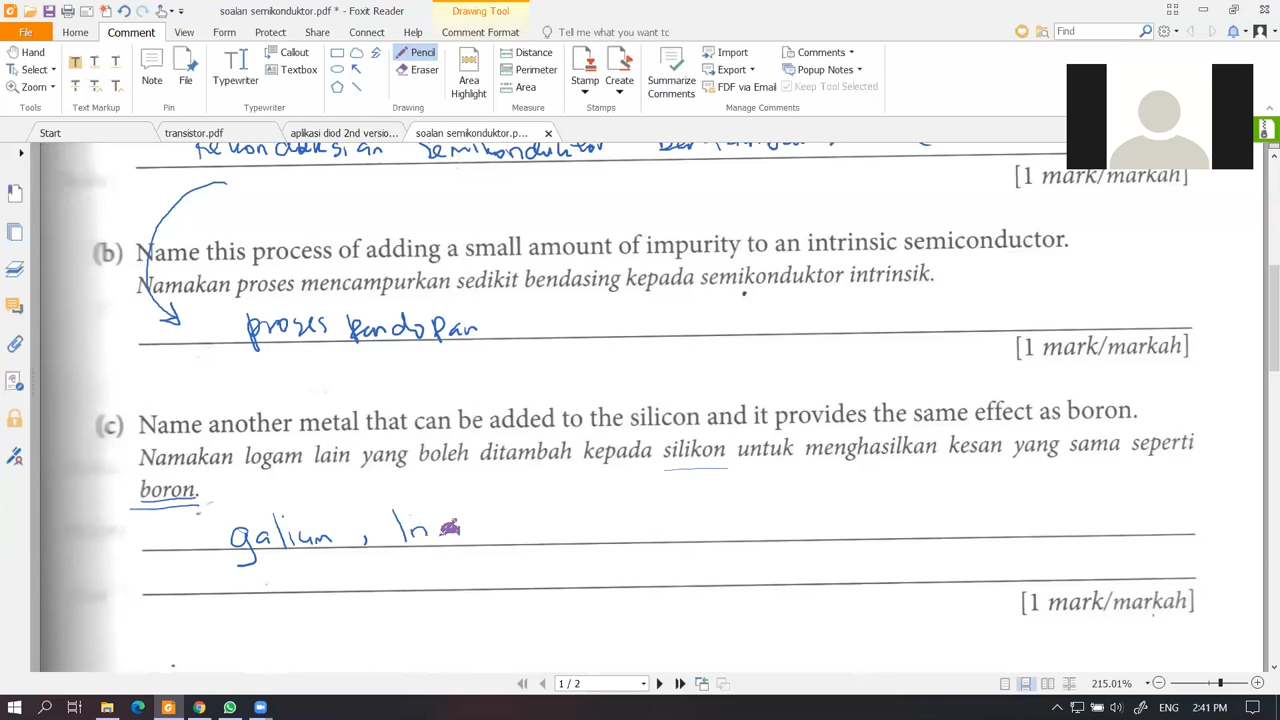 soalan semikonduktor.pdf * - Foxit Reader
Drawing Tool
File Home Comment View Form Protect Share Connect Help Comment Format Tell me what you want to Find
Hand
Select
Zoom
Tools
Text Markup
Note
File
Pin
Typewriter
Callout
Textbox
Typewriter
Pencil
Eraser
Area Highlight
Drawing
Distance
Perimeter
Area
Measure
Stamp
Create
Stamps
Summarize Comments
Import
Export
FDF via Email
Comments
Popup Notes
Keep Tool Selected
Manage Comments
Start transistor.pdf aplikasi diod 2nd versio... soalan semikonduktor.p...
semikonduktor
[1 mark/markah]
(b) Name this process of adding a small amount of impurity to an intrinsic semiconductor.
Namakan proses mencampurkan sedikit bendasing kepada semikonduktor intrinsik.
proses pendopan
[1 mark/markah]
(c) Name another metal that can be added to the silicon and it provides the same effect as boron.
Namakan logam lain yang boleh ditambah kepada silikon untuk menghasilkan kesan yang sama seperti
boron.
galium , In
[1 mark/markah]
1 / 2
215.01%
ENG 2:41 PM